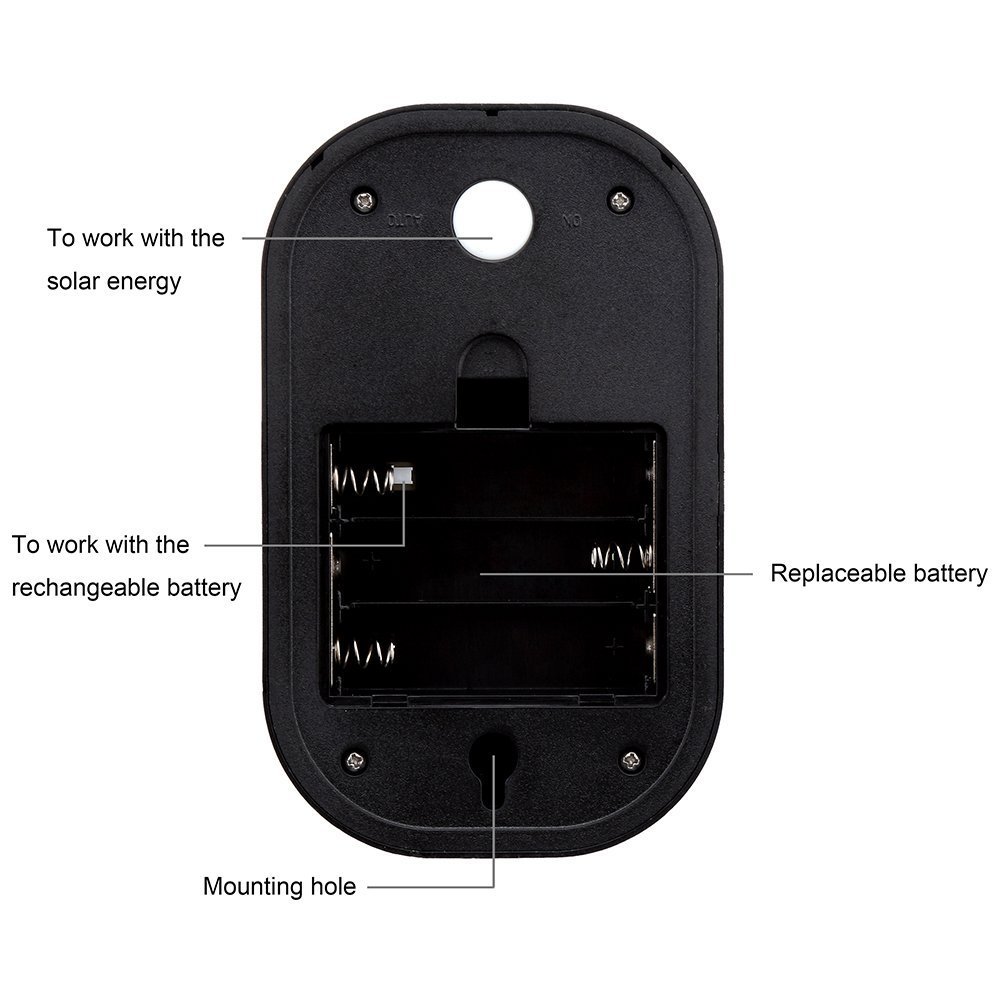 AUTO
ON
To work with the
solar energy
To work with the
rechangeable battery
Replaceable battery
Mounting hole